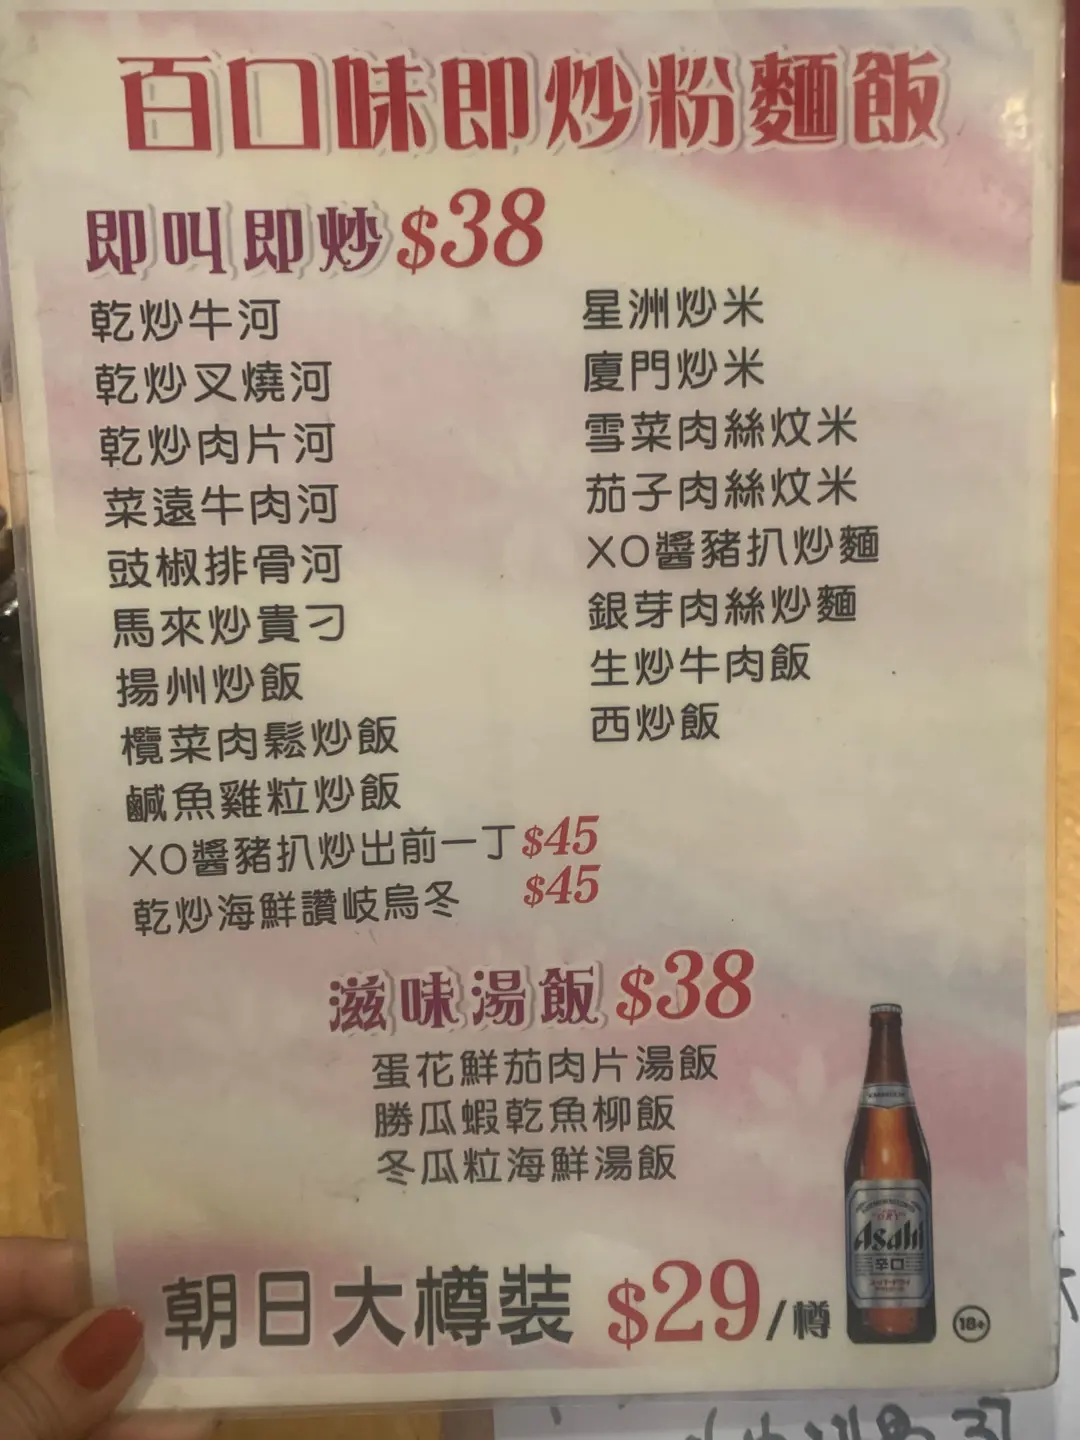 百口味即炒粉麵飯
即叫即炒 $38
乾炒牛河
乾炒叉燒河
乾炒肉片河
菜遠牛肉河
豉椒排骨河
馬來炒貴刁
揚州炒飯
欖菜肉鬆炒飯
鹹魚雞粒炒飯
XO醬豬扒炒出前一丁 $45
乾炒海鮮讚岐烏冬 $45
星洲炒米
廈門炒米
雪菜肉絲炆米
茄子肉絲炆米
XO醬豬扒炒麵
銀芽肉絲炒麵
生炒牛肉飯
西炒飯
滋味湯飯 $38
蛋花鮮茄肉片湯飯
勝瓜蝦乾魚柳飯
冬瓜粒海鮮湯飯
朝日大樽裝 $29/樽
DRY
Asahi
辛口
18+